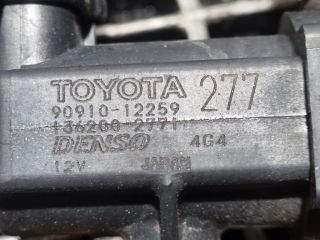 TOYOTA 277
90910-12259
136200-2771
DENSO 4G4
12V JAPAN